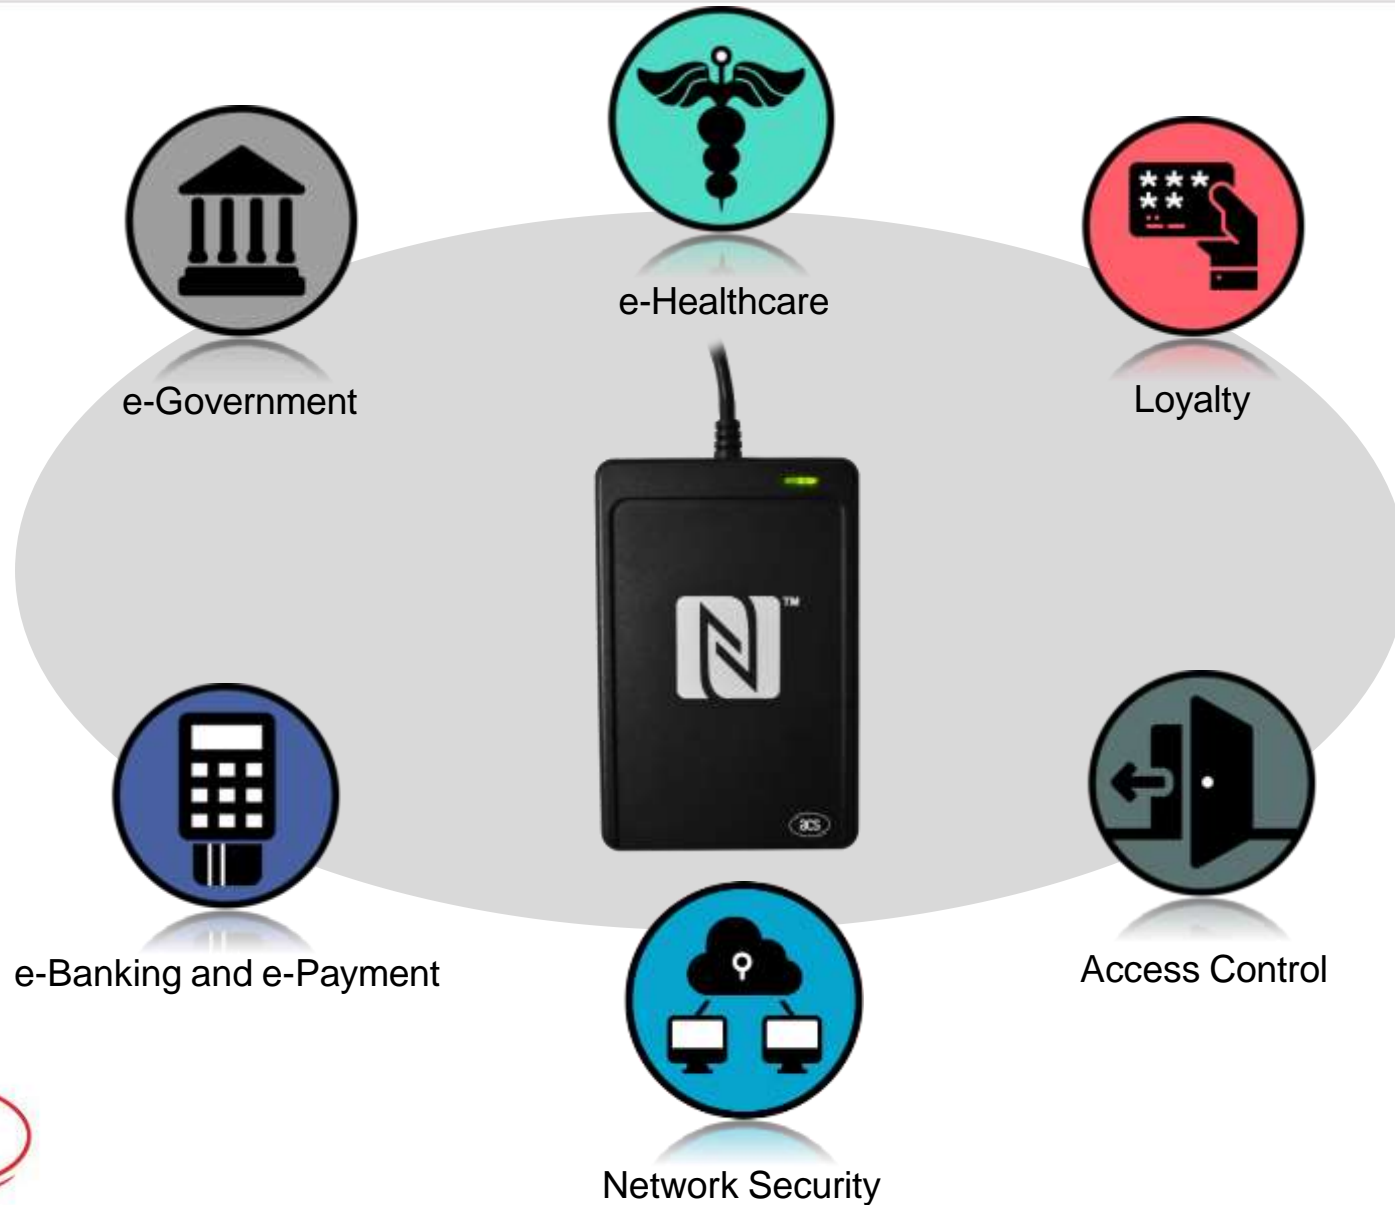 e-Healthcare
e-Government
Loyalty
™
acs
e-Banking and e-Payment
Access Control
Network Security